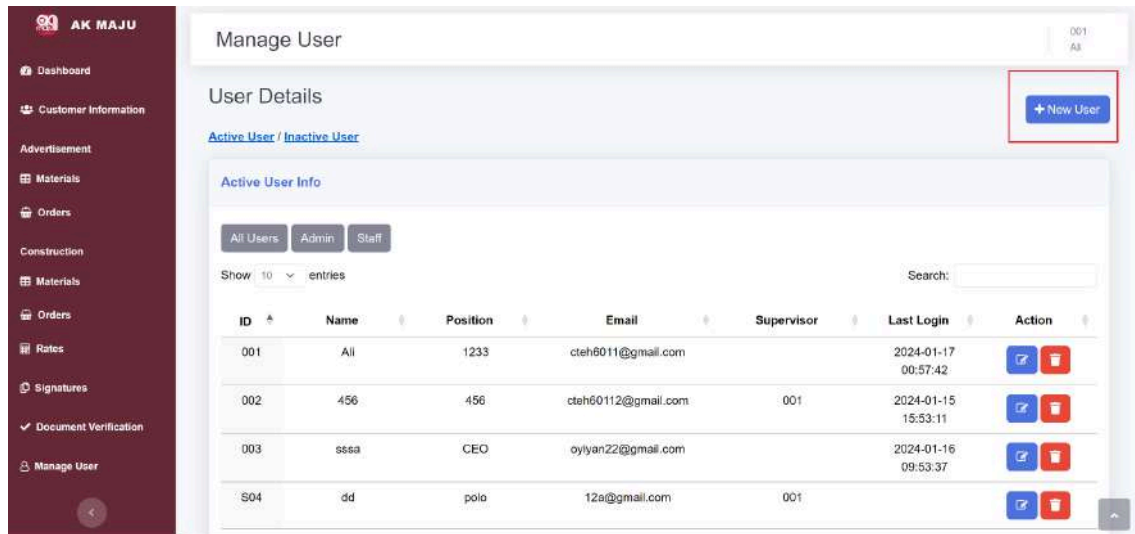 AK MAJU
Dashboard
Customer Information
Advertisement
Materials
Orders
Construction
Materials
Orders
Rates
Signatures
Document Verification
Manage User
Manage User
001
Ali
User Details
+ New User
Active User / Inactive User
Active User Info
All Users Admin Staff
Show 10 entries
Search:
ID Name Position Email Supervisor Last Login Action
001 Ali 1233 cteh6011@gmail.com 2024-01-17
00:57:42
002 456 456 cteh60112@gmail.com 001 2024-01-15
15:53:11
003 sssa CEO oyiyan22@gmail.com 2024-01-16
09:53:37
S04 dd polo 12a@gmail.com 001